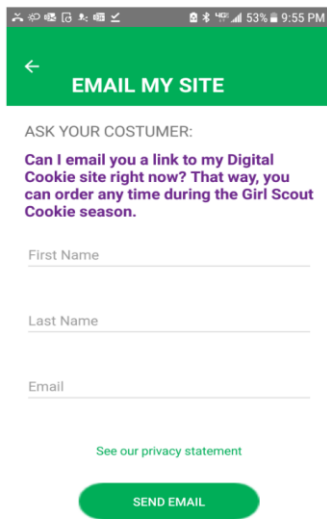 53% 9:55 PM
EMAIL MY SITE
ASK YOUR COSTUMER:
Can I email you a link to my Digital
Cookie site right now? That way, you
can order any time during the Girl Scout
Cookie season.
First Name
Last Name
Email
See our privacy statement
SEND EMAIL